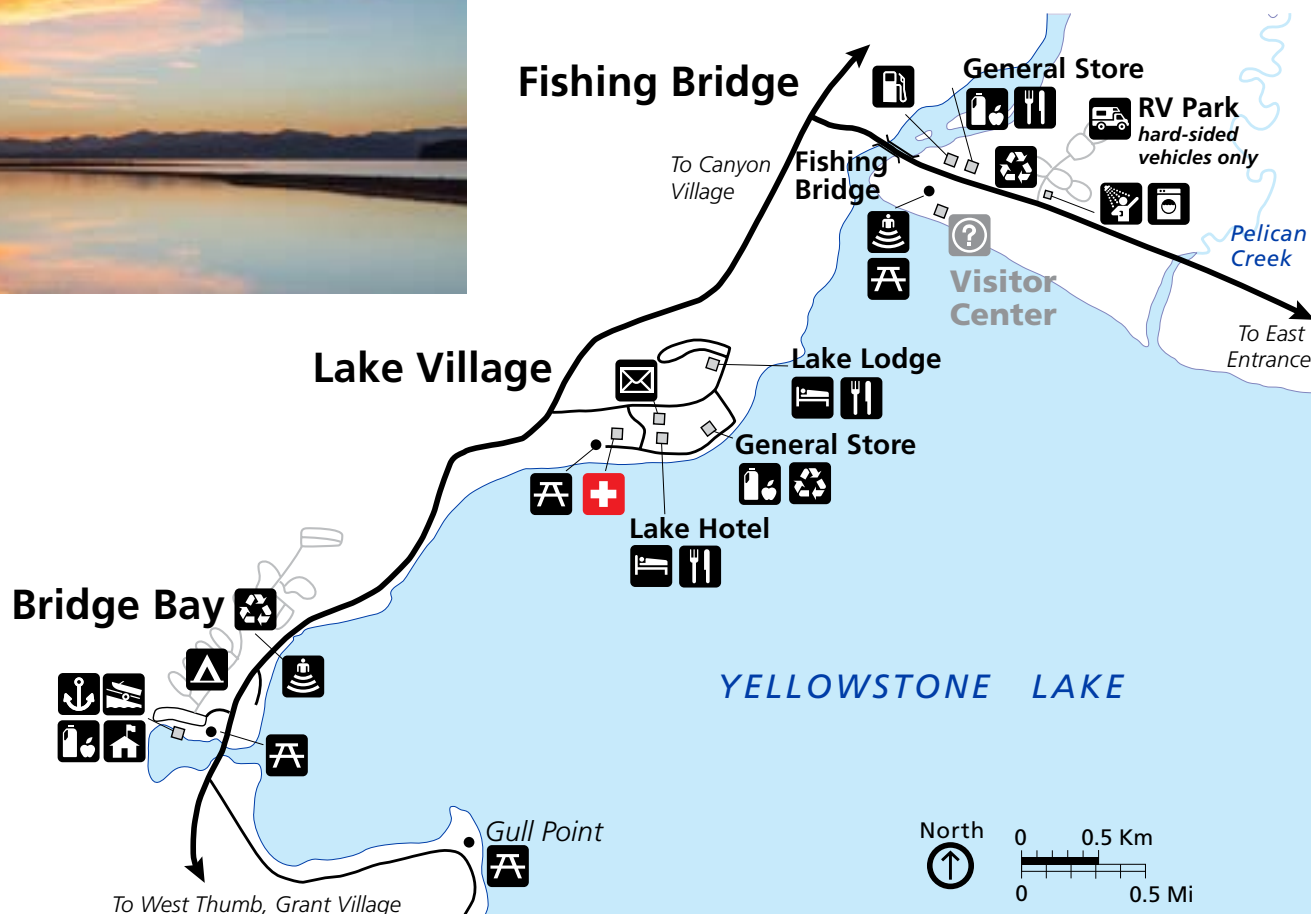 Fishing Bridge
General Store
RV Park
hard-sided
vehicles only
To Canyon
Village
Fishing
Bridge
?
Visitor
Center
Pelican
Creek
To East
Entrance
Lake Village
Lake Lodge
General Store
Lake Hotel
Bridge Bay
YELLOWSTONE LAKE
Gull Point
North
0 0.5 Km
0 0.5 Mi
To West Thumb, Grant Village